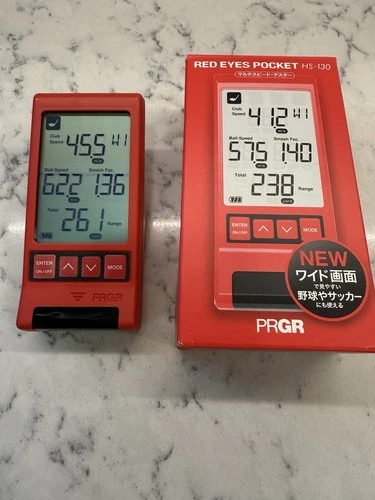 Club
Speed
45.5
W1
m/s
Ball-Speed
Smash Fac.
62.2
1.36
m/s
Total
261
Range
yard
ENTER
ON/OFF
MODE
PRGR
RED EYES POCKET HS-130
マルチスピード・テスター
Club
Speed
41.2
W1
m/s
Ball-Speed
Smash Fac.
57.5
1.40
m/s
Total
238
Range
yard
ENTER
ON/OFF
MODE
NEW
ワイド画面
で見やすい
野球やサッカー
にも使える
PRGR